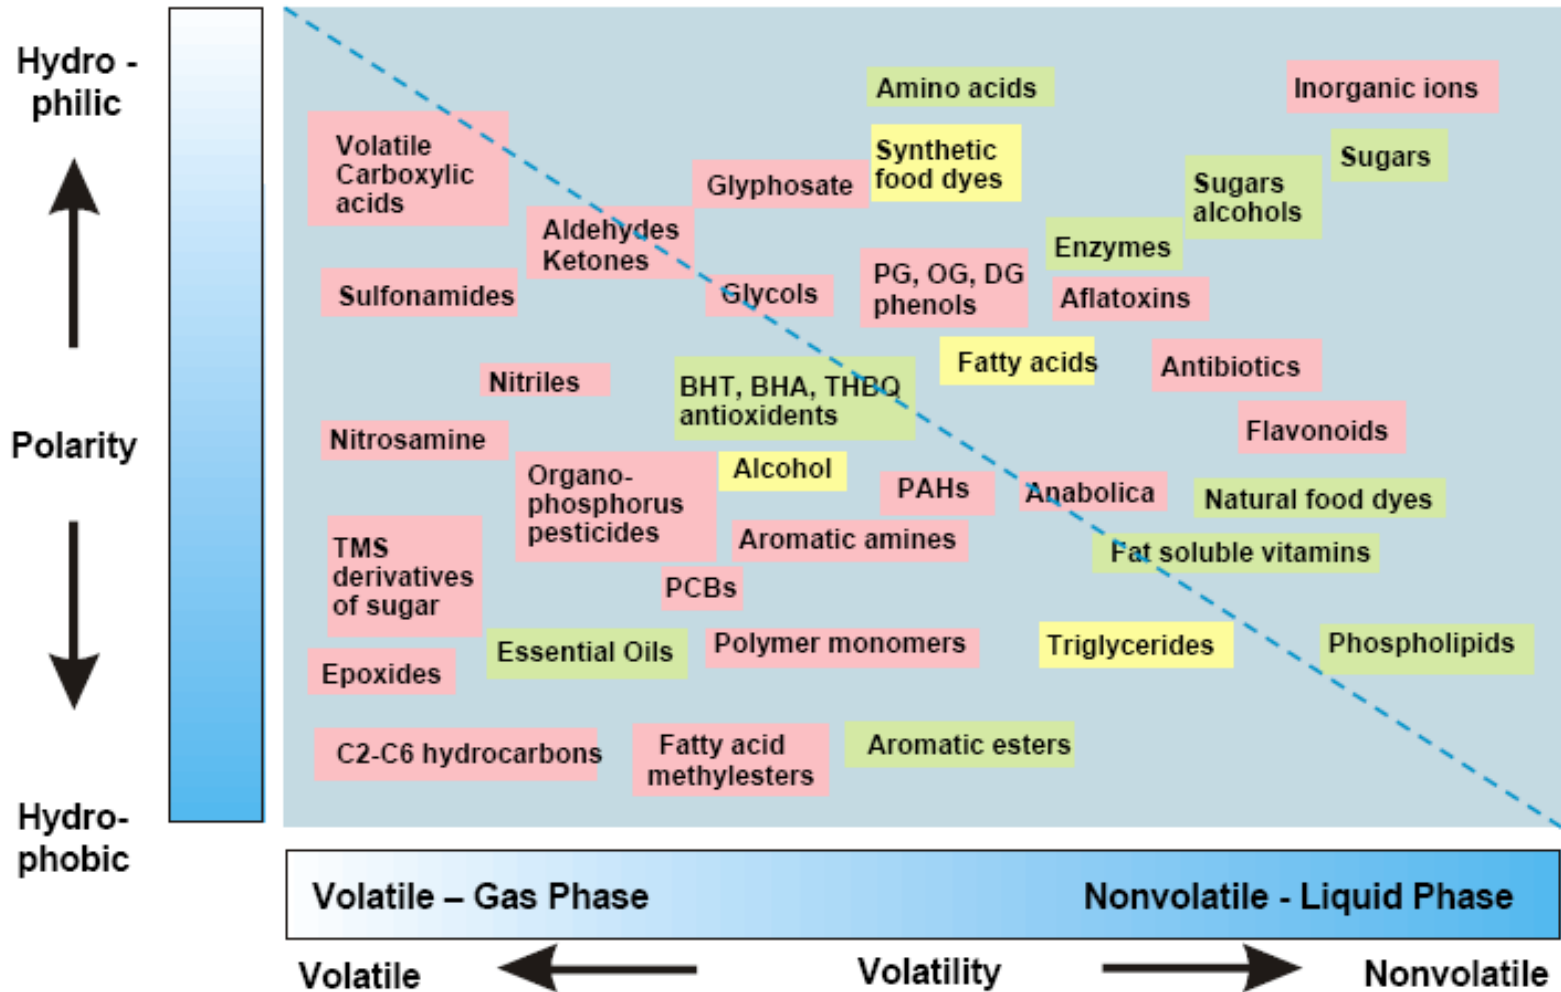 Hydro -
philic
Polarity
Hydro-
phobic
Amino acids
Inorganic ions
Volatile
Carboxylic
acids
Synthetic
food dyes
Sugars
Glyphosate
Sugars
alcohols
Aldehydes
Ketones
Enzymes
Sulfonamides
Glycols
PG, OG, DG
phenols
Aflatoxins
Nitriles
BHT, BHA, THBQ
antioxidents
Fatty acids
Antibiotics
Nitrosamine
Flavonoids
Organo-
phosphorus
pesticides
Alcohol
PAHs
Anabolica
Natural food dyes
TMS
derivatives
of sugar
Aromatic amines
Fat soluble vitamins
PCBs
Essential Oils
Polymer monomers
Triglycerides
Phospholipids
Epoxides
C2-C6 hydrocarbons
Fatty acid
methylesters
Aromatic esters
Volatile – Gas Phase
Nonvolatile - Liquid Phase
Volatile
Volatility
Nonvolatile